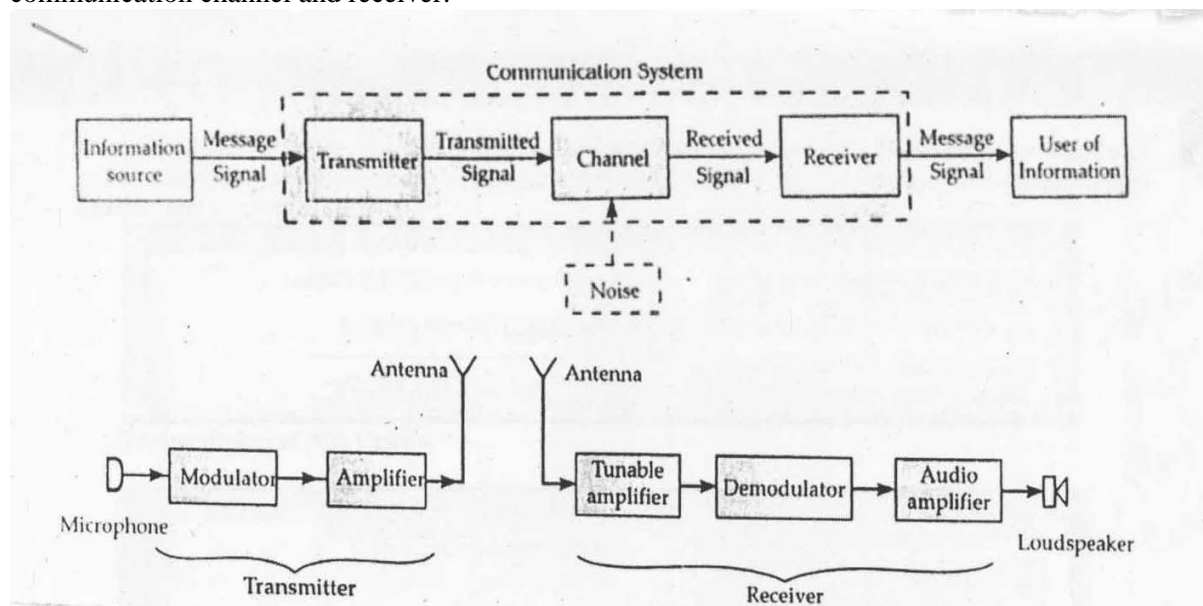 communication channel and receiver.
Communication System
Information source
Message Signal
Transmitter
Transmitted Signal
Channel
Received Signal
Receiver
Message Signal
User of Information
Noise
Antenna
Antenna
Microphone
Modulator
Amplifier
Tunable amplifier
Demodulator
Audio amplifier
Loudspeaker
Transmitter
Receiver